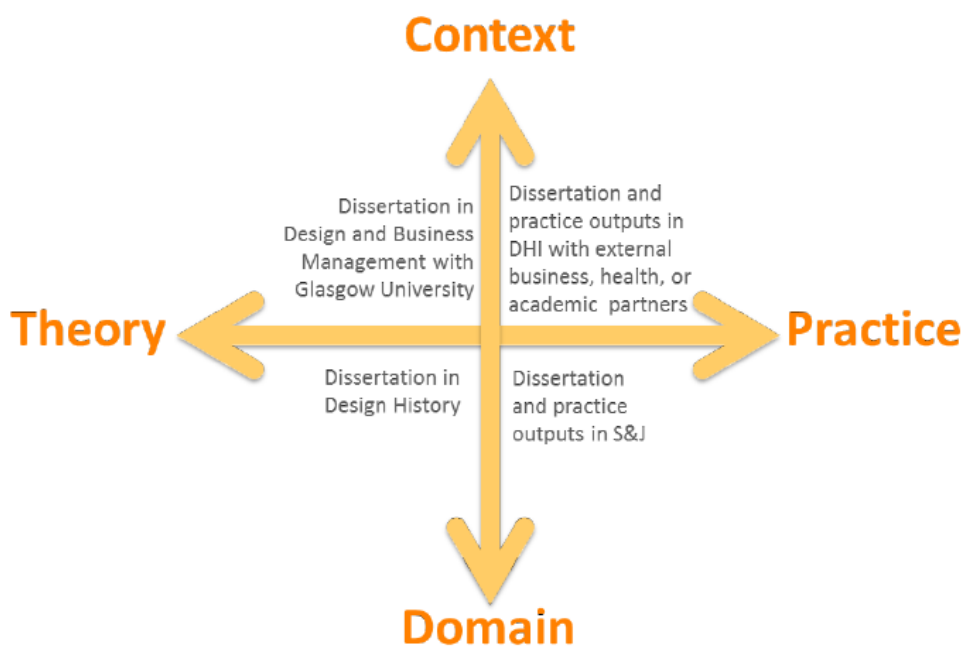 Context
Dissertation in
Design and Business
Management with
Glasgow University
Dissertation and
practice outputs in
DHI with external
business, health, or
academic partners
Theory
Practice
Dissertation in
Design History
Dissertation
and practice
outputs in S&J
Domain